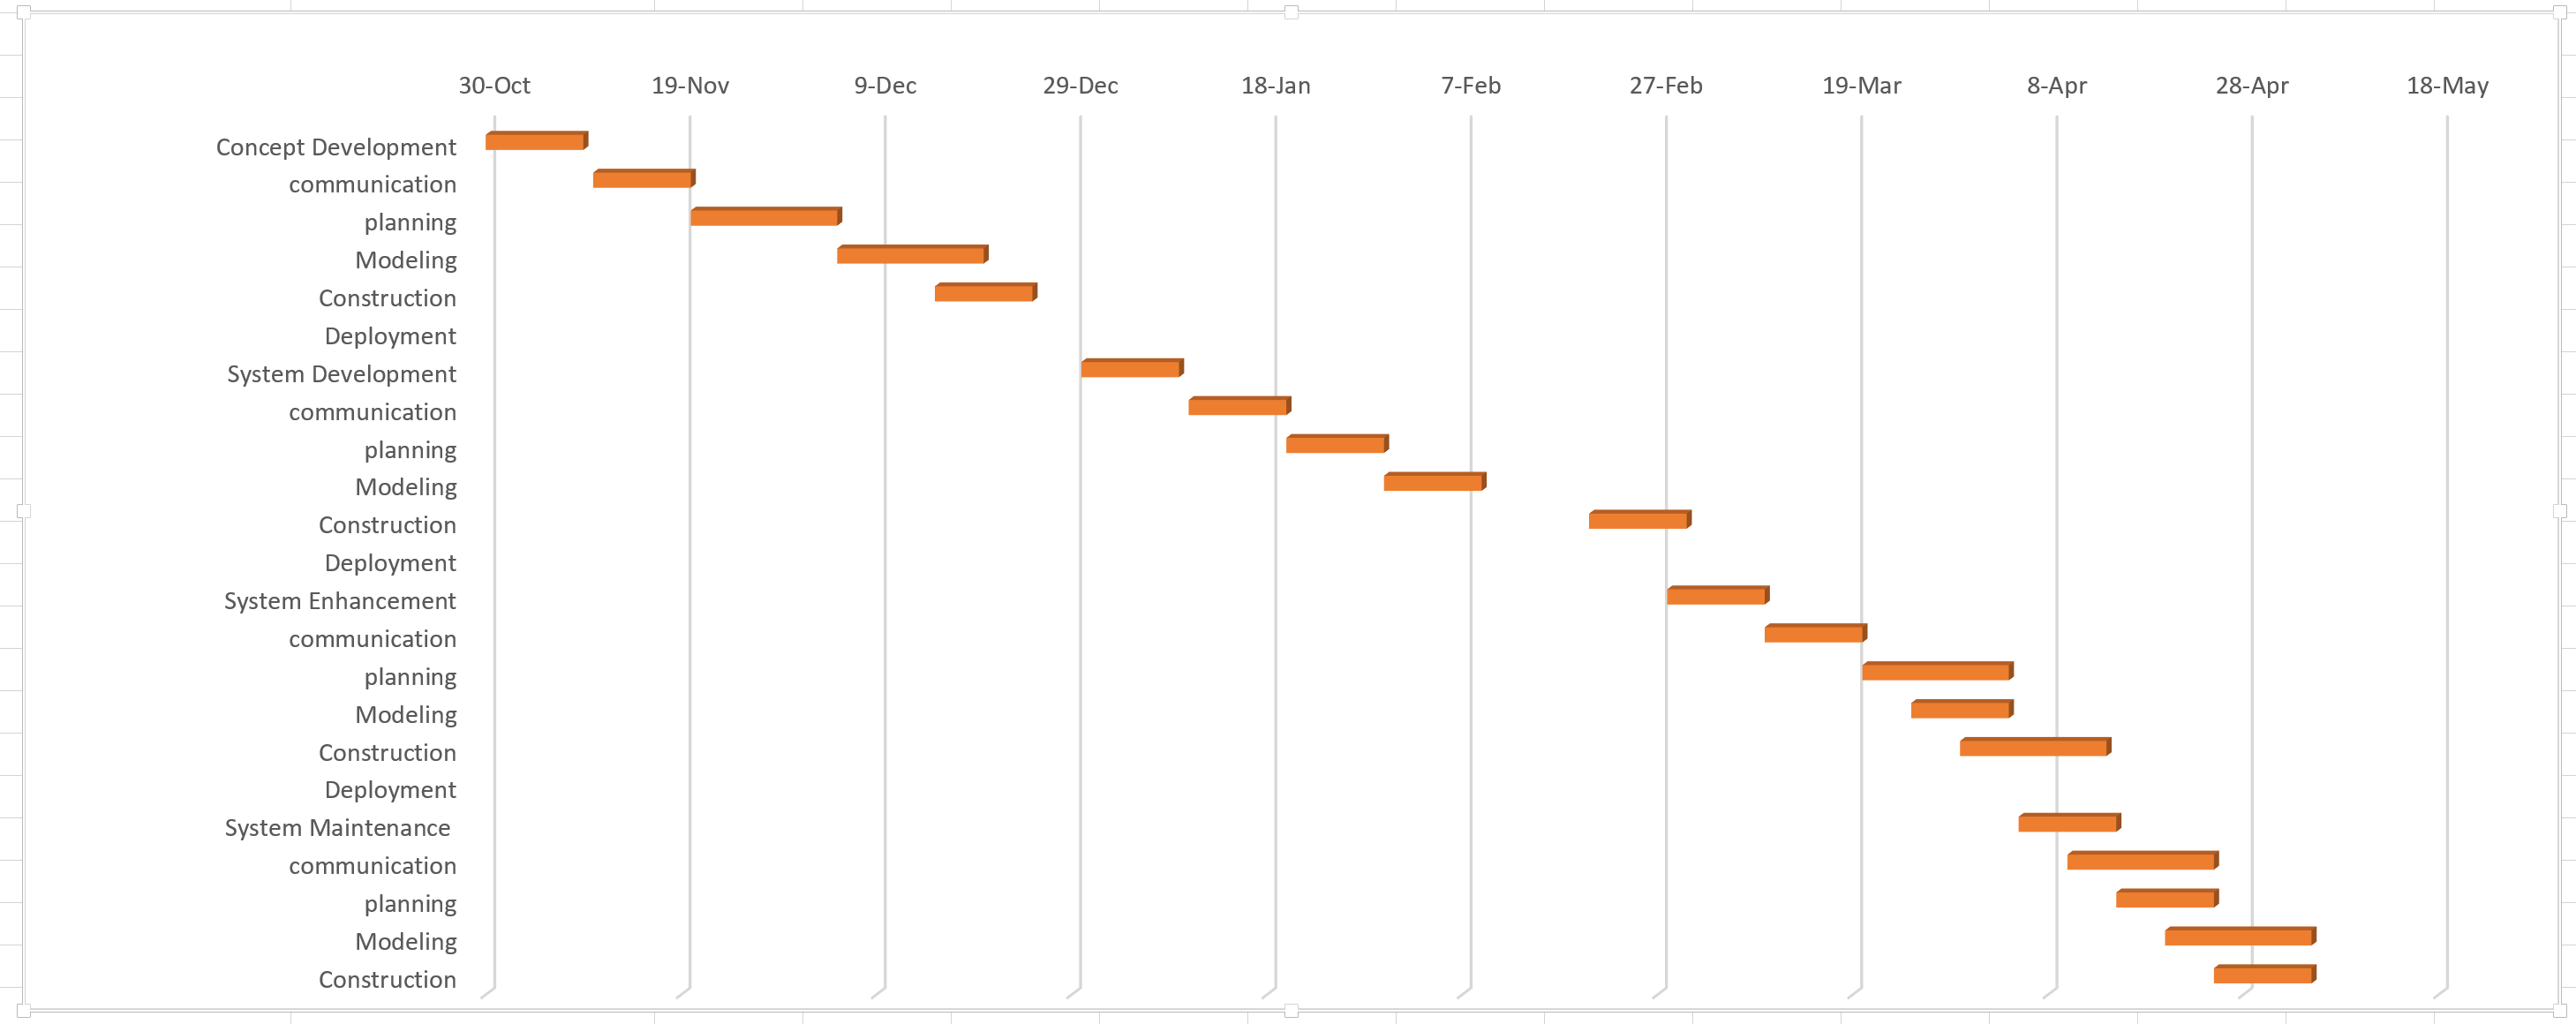 30-Oct 19-Nov 9-Dec 29-Dec 18-Jan 7-Feb 27-Feb 19-Mar 8-Apr 28-Apr 18-May
Concept Development
communication
planning
Modeling
Construction
Deployment
System Development
communication
planning
Modeling
Construction
Deployment
System Enhancement
communication
planning
Modeling
Construction
Deployment
System Maintenance
communication
planning
Modeling
Construction